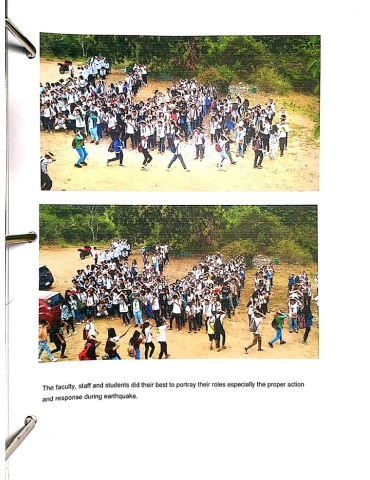 The faculty, staff and students did their best to portray their roles especially the proper action
and response during earthquake.